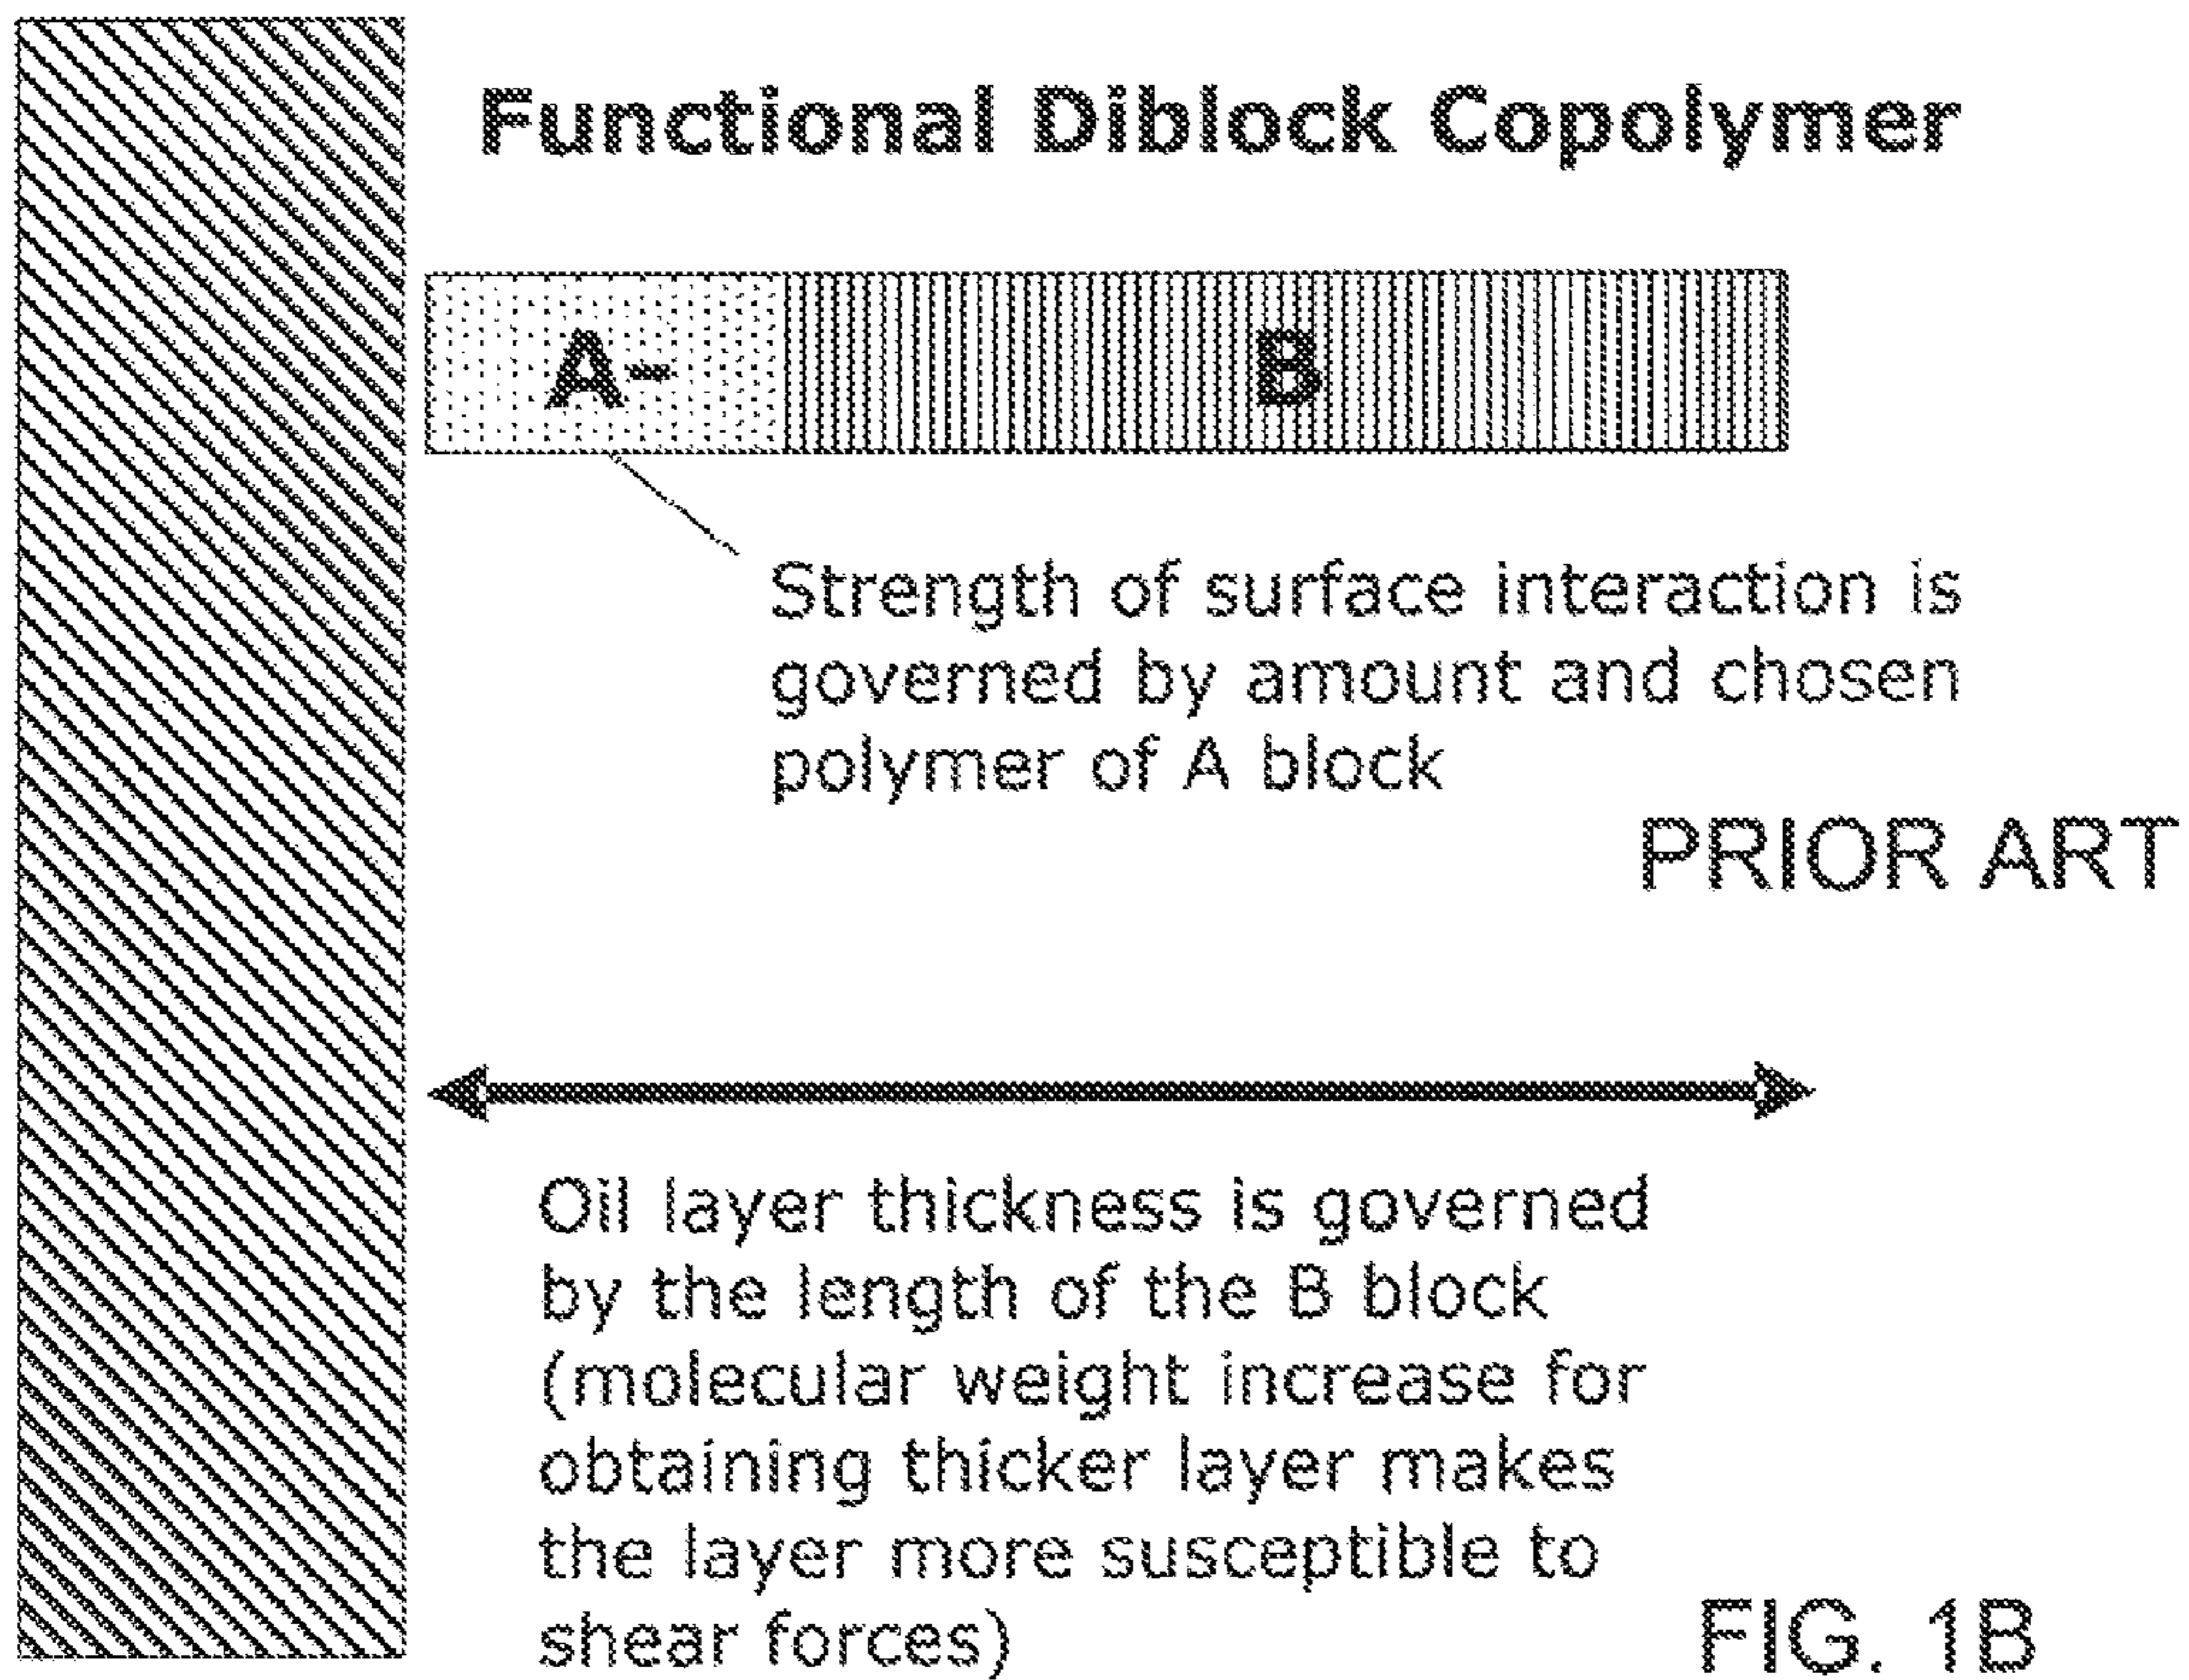 Functional Diblock Copolymer
A-
B
Strength of surface interaction is
governed by amount and chosen
polymer of A block
PRIOR ART
Oil layer thickness is governed
by the length of the B block
(molecular weight increase for
obtaining thicker layer makes
the layer more susceptible to
shear forces)
FIG. 1B